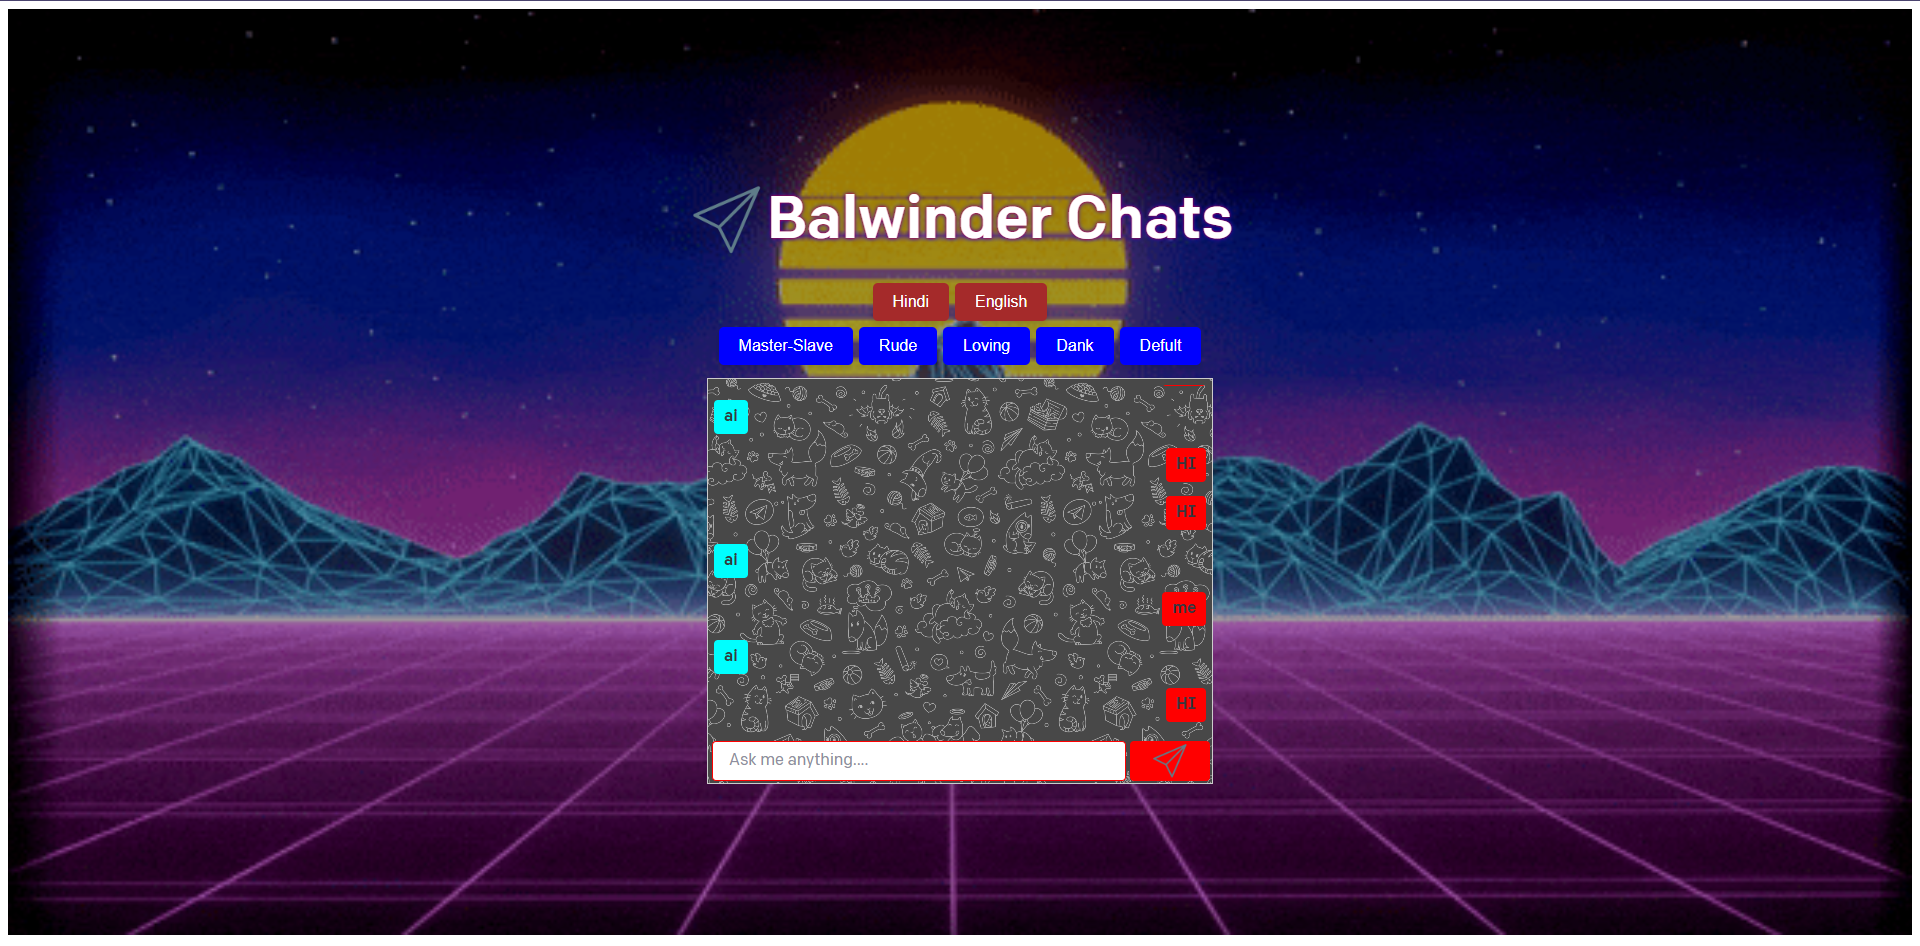 Balwinder Chats
Hindi English
Master-Slave Rude Loving Dank Defult
al
HI
HI
al
me
al
HI
Ask me anything....